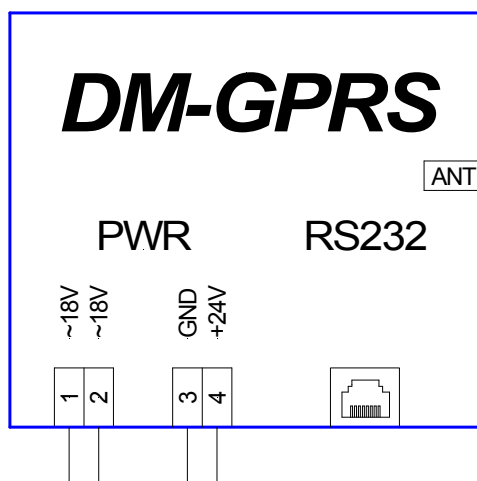 DM-GPRS
ANT
PWR RS232
~18V ~18V GND +24V
1 2 3 4